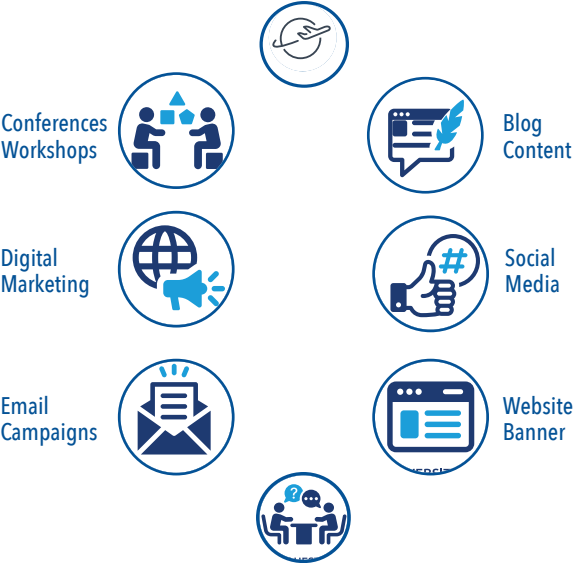 Conferences
Workshops
Blog
Content
#
Digital
Marketing
Social
Media
Email
Campaigns
Website
Banner
?